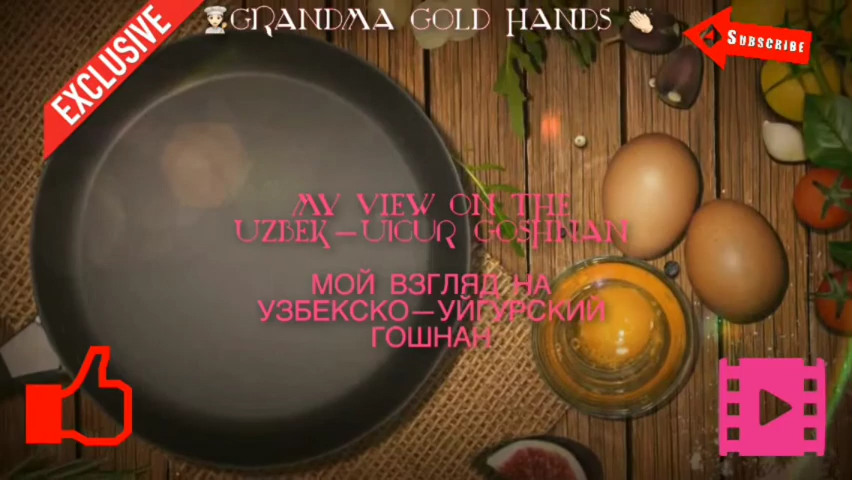 GRANDMA GOLD HANDS
EXCLUSIVE
SUBSCRIBE
MY VIEW ON THE
UZBEK-UIGUR GOSHNAN
МОЙ ВЗГЛЯД НА
УЗБЕКСКО-УЙГУРСКИЙ
ГОШНАН